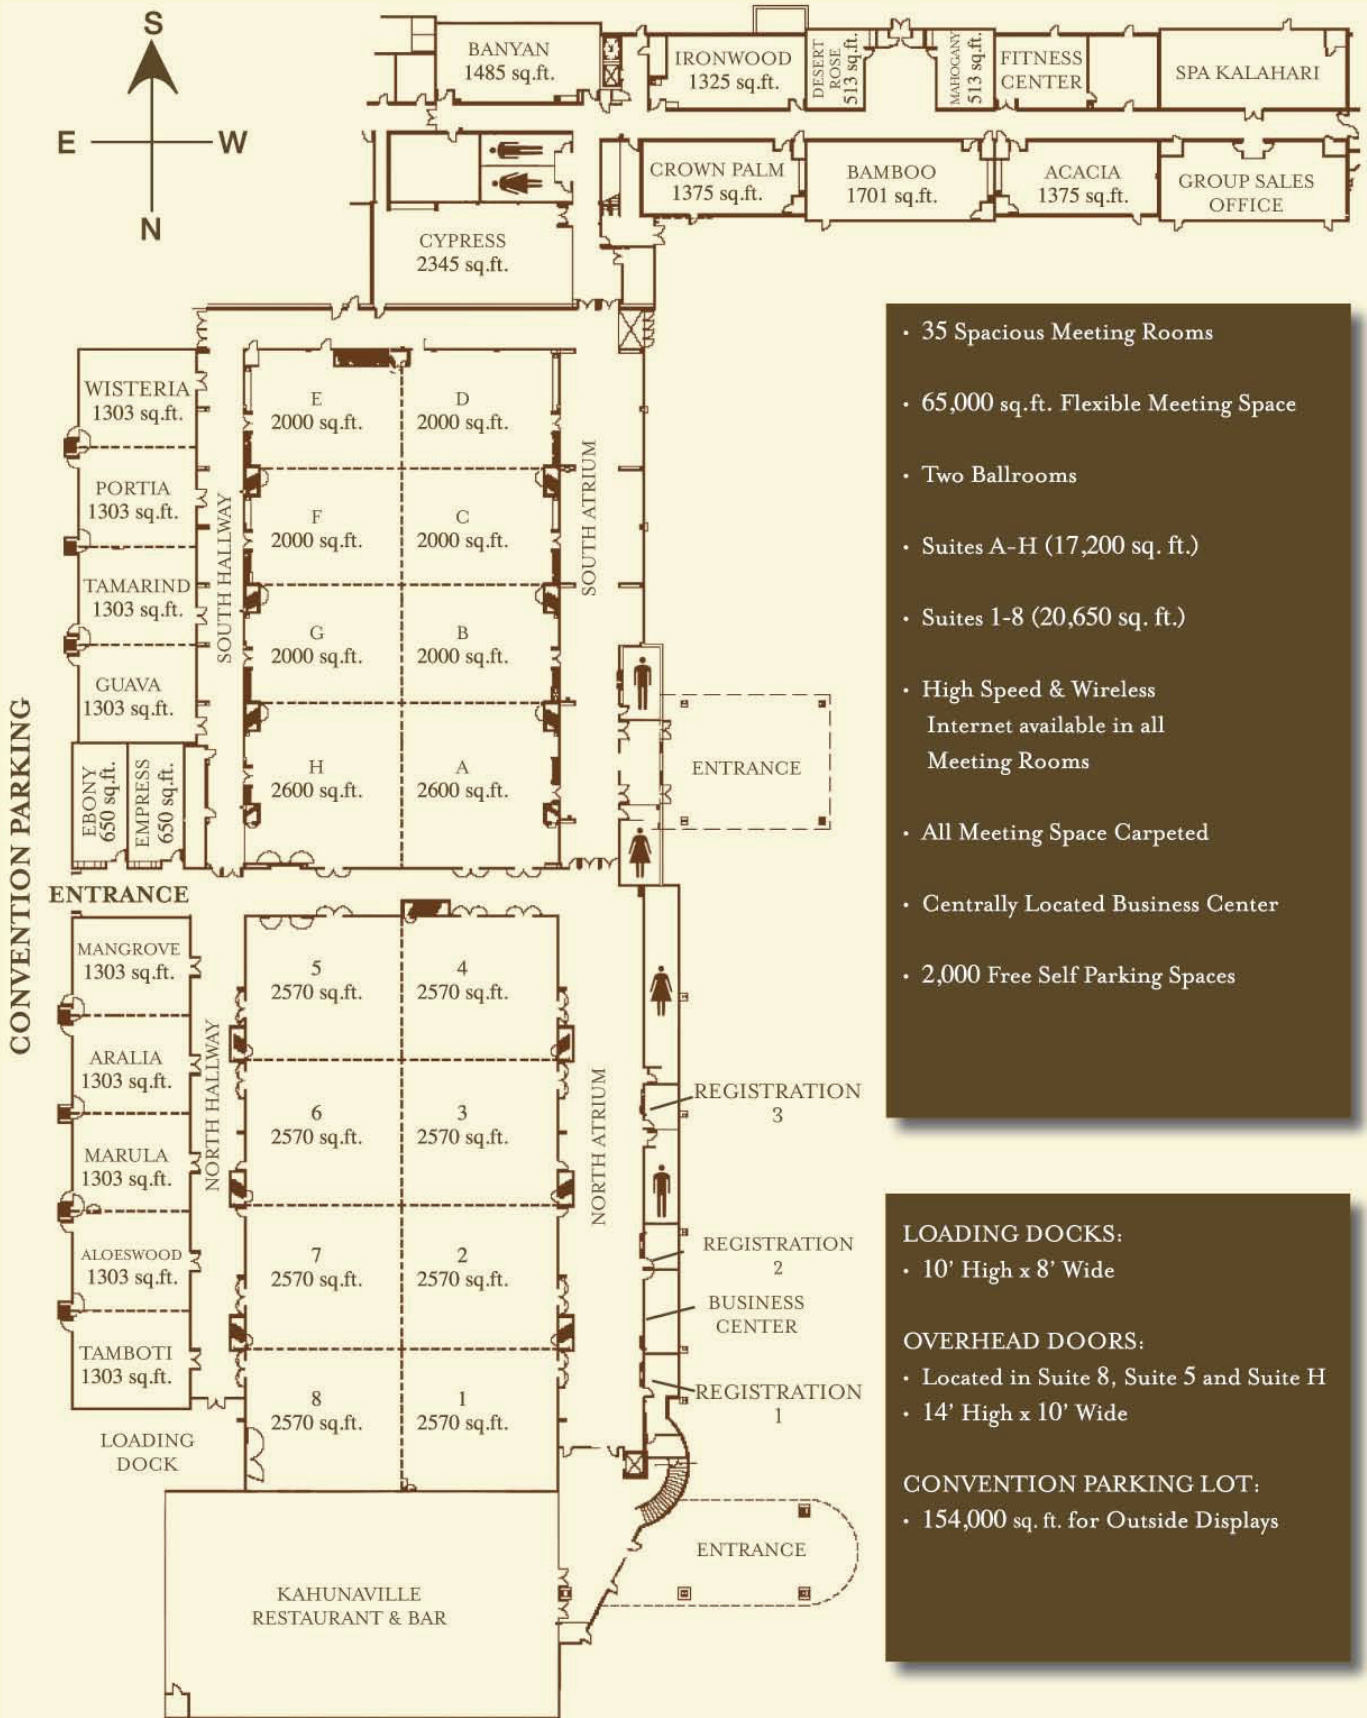 S
E
W
N
BANYAN
1485 sq.ft.
IRONWOOD
1325 sq.ft.
DESERT
ROSE
513 sq.ft.
MAHOGANY
513 sq.ft.
FITNESS
CENTER
SPA KALAHARI
CROWN PALM
1375 sq.ft.
BAMBOO
1701 sq.ft.
ACACIA
1375 sq.ft.
GROUP SALES
OFFICE
CYPRESS
2345 sq.ft.
WISTERIA
1303 sq.ft.
PORTIA
1303 sq.ft.
TAMARIND
1303 sq.ft.
GUAVA
1303 sq.ft.
EBONY
650 sq.ft.
EMPRESS
650 sq.ft.
SOUTH HALLWAY
E
2000 sq.ft.
D
2000 sq.ft.
F
2000 sq.ft.
C
2000 sq.ft.
G
2000 sq.ft.
B
2000 sq.ft.
H
2600 sq.ft.
A
2600 sq.ft.
SOUTH ATRIUM
ENTRANCE
CONVENTION PARKING
ENTRANCE
MANGROVE
1303 sq.ft.
ARALIA
1303 sq.ft.
MARULA
1303 sq.ft.
ALOESWOOD
1303 sq.ft.
TAMBOTI
1303 sq.ft.
NORTH HALLWAY
5
2570 sq.ft.
4
2570 sq.ft.
6
2570 sq.ft.
3
2570 sq.ft.
7
2570 sq.ft.
2
2570 sq.ft.
8
2570 sq.ft.
1
2570 sq.ft.
NORTH ATRIUM
REGISTRATION
3
REGISTRATION
2
BUSINESS
CENTER
REGISTRATION
1
LOADING
DOCK
ENTRANCE
KAHUNAVILLE
RESTAURANT & BAR
• 35 Spacious Meeting Rooms
• 65,000 sq.ft. Flexible Meeting Space
• Two Ballrooms
• Suites A-H (17,200 sq. ft.)
• Suites 1-8 (20,650 sq. ft.)
• High Speed & Wireless
Internet available in all
Meeting Rooms
• All Meeting Space Carpeted
• Centrally Located Business Center
• 2,000 Free Self Parking Spaces
LOADING DOCKS:
• 10' High x 8' Wide
OVERHEAD DOORS:
• Located in Suite 8, Suite 5 and Suite H
• 14' High x 10' Wide
CONVENTION PARKING LOT:
• 154,000 sq. ft. for Outside Displays